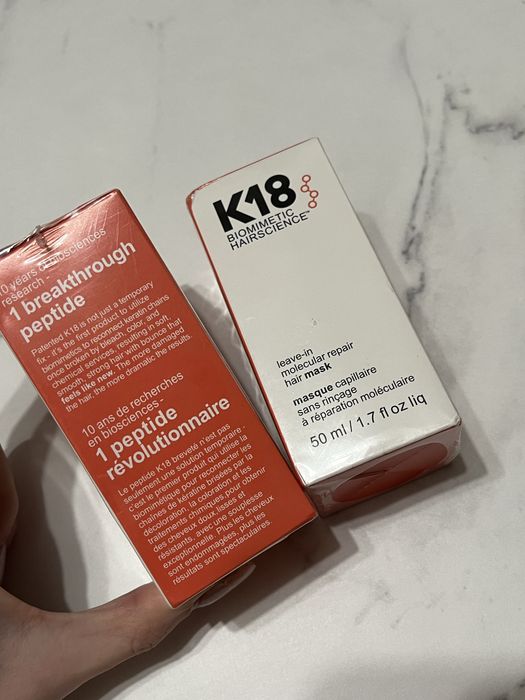 10 years of biosciences
research -
1 breakthrough
peptide
Patented K18 is not just a temporary
fix - it's the first product to utilize
biomimetics to reconnect keratin chains
once broken by bleach, color, and
chemical services, resulting in soft,
smooth, strong hair with bounce that
feels like new. The more damaged
the hair, the more dramatic the results.
10 ans de recherches
en biosciences -
1 peptide
révolutionnaire
Le peptide K18 breveté n'est pas
seulement une solution temporaire -
c'est le premier produit qui utilise la
biomimétique pour reconnecter les
chaînes de kératine brisées par la
décoloration, la coloration et les
traitements chimiques pour obtenir
des cheveux doux, lisses et
résistants, avec une souplesse
exceptionnelle. Plus les cheveux
sont endommagés, plus les
résultats sont spectaculaires.
K18
BIOMIMETIC
HAIRSCIENCE™
leave-in
molecular repair
hair mask
masque capillaire
sans rinçage
à réparation moléculaire
50 ml / 1.7 fl oz liq